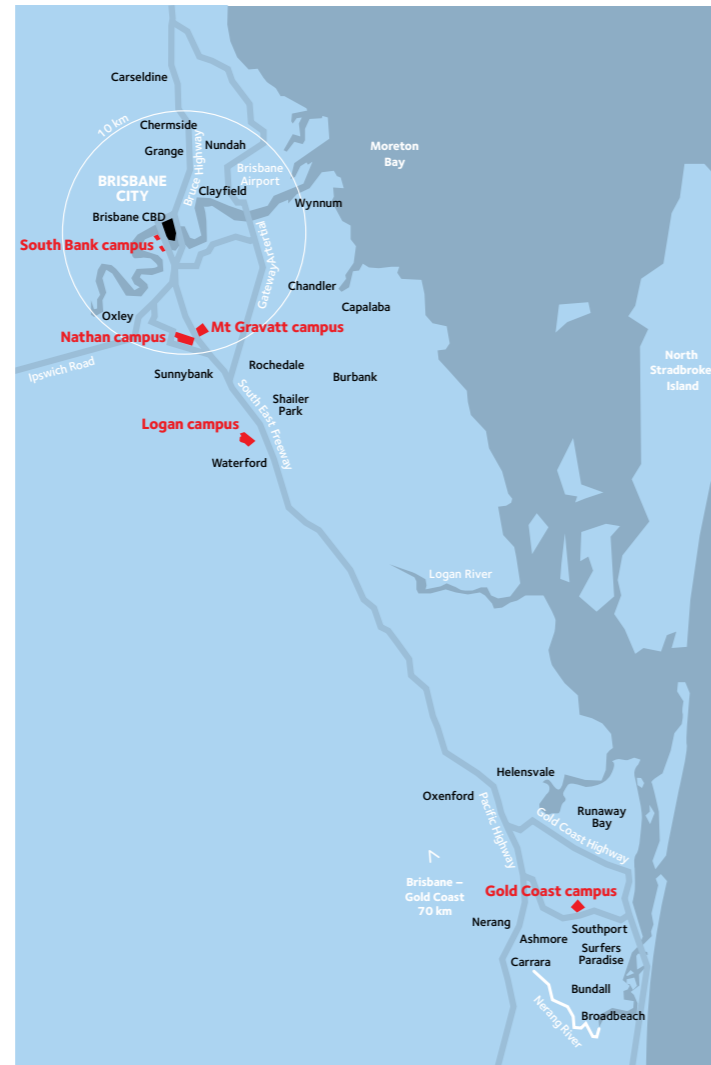 Carseldine
10 km
Chermside
Bruce Highway
Nundah
Grange
Moreton
Bay
Brisbane
Airport
BRISBANE
CITY
Clayfield
Wynnum
Brisbane CBD
South Bank campus
Gateway Artertial
Chandler
Capalaba
Oxley
Mt Gravatt campus
Nathan campus
Ipswich Road
Sunnybank
Rochedale
Burbank
North
Stradbroke
Island
Shailer
Park
South East Freeway
Logan campus
Waterford
Logan River
Helensvale
Oxenford
Pacific Highway
Runaway
Bay
Gold Coast Highway
Brisbane –
Gold Coast
70 km
Gold Coast campus
Nerang
Southport
Ashmore
Surfers
Paradise
Carrara
Bundall
Nerang River
Broadbeach